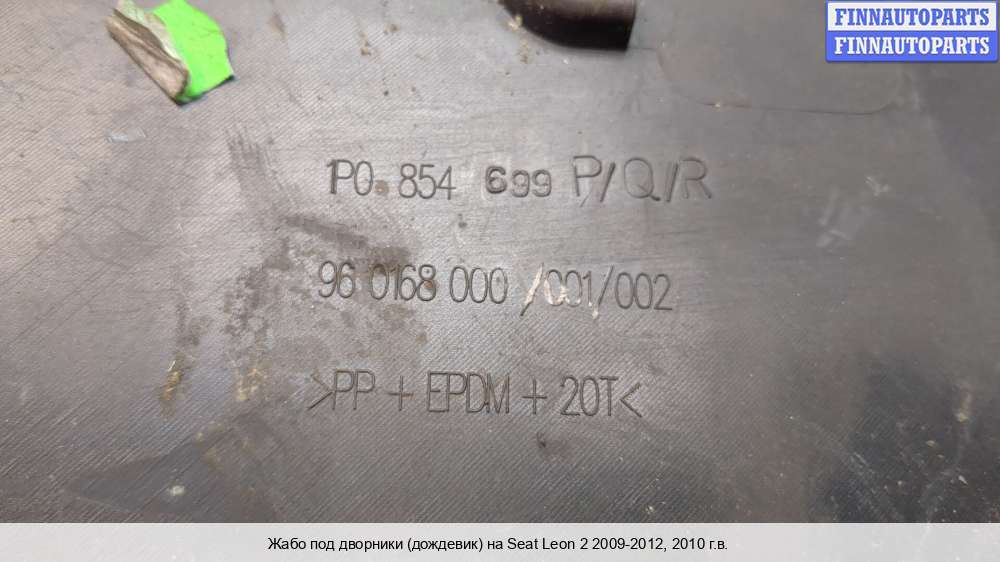 FINNAUTOPARTS
FINNAUTOPARTS
1P0 854 699 P/Q/R
96 0168 000/001/002
>PP + EPDM + 20T<
Жабо под дворники (дождевик) на Seat Leon 2 2009-2012, 2010 г.в.